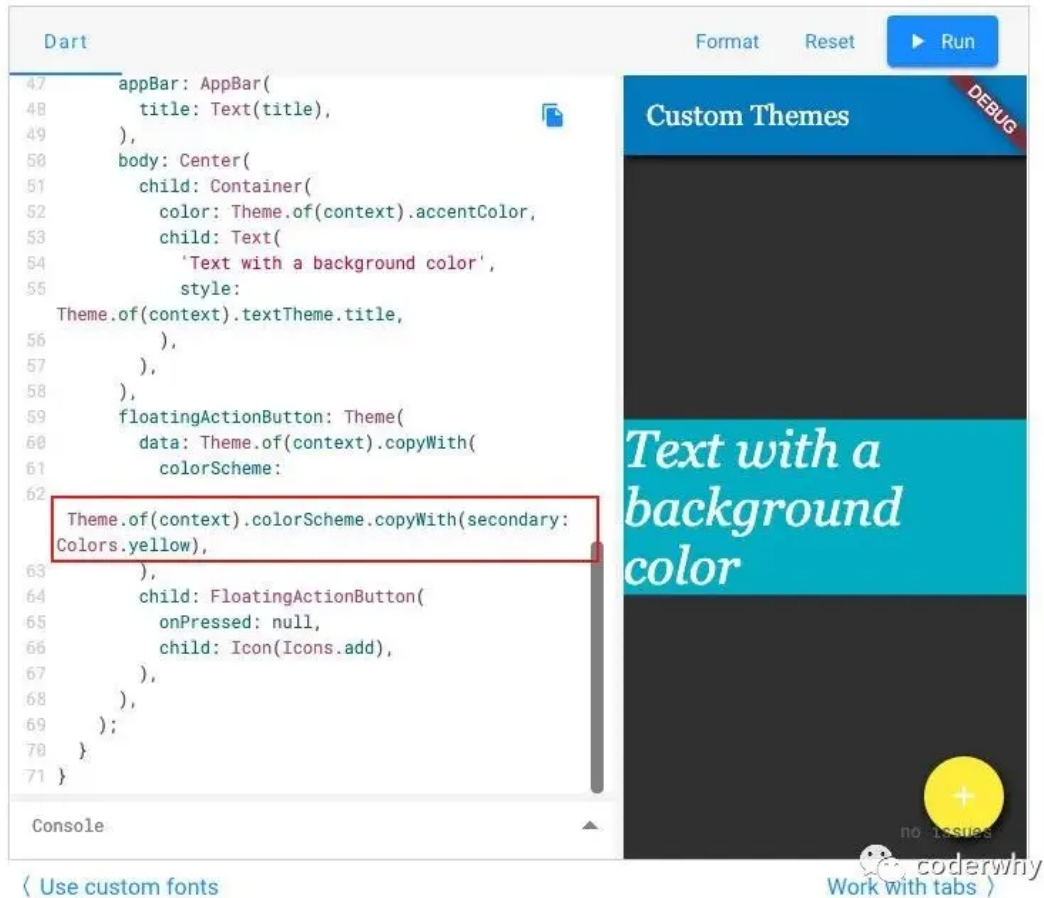 Dart
Format
Reset
Run
47 appBar: AppBar(
48 title: Text(title),
49 ),
50 body: Center(
51 child: Container(
52 color: Theme.of(context).accentColor,
53 child: Text(
54 'Text with a background color',
55 style:
Theme.of(context).textTheme.title,
56 ),
57 ),
58 ),
59 floatingActionButton: Theme(
60 data: Theme.of(context).copyWith(
61 colorScheme:
62
Theme.of(context).colorScheme.copyWith(secondary:
Colors.yellow),
63 ),
64 child: FloatingActionButton(
65 onPressed: null,
66 child: Icon(Icons.add),
67 ),
68 ),
69 );
70 }
71 }
Console
Custom Themes
DEBUG
Text with a
background
color
no issues
coderwhy
〈 Use custom fonts
Work with tabs 〉